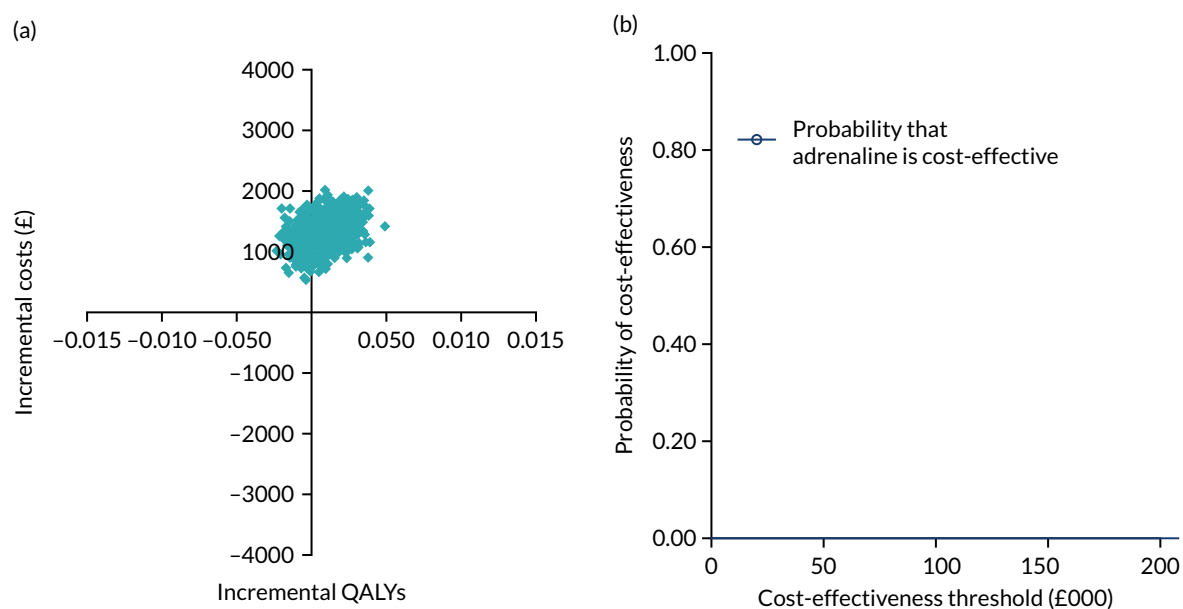 (a)
4000
3000
2000
1000
–0.015 –0.010 –0.050 0.050 0.010 0.015
–1000
–2000
–3000
–4000
Incremental costs (£)
Incremental QALYs
(b)
1.00
0.80
0.60
0.40
0.20
0.00
Probability of cost-effectiveness
Probability that
adrenaline is cost-effective
0 50 100 150 200
Cost-effectiveness threshold (£000)